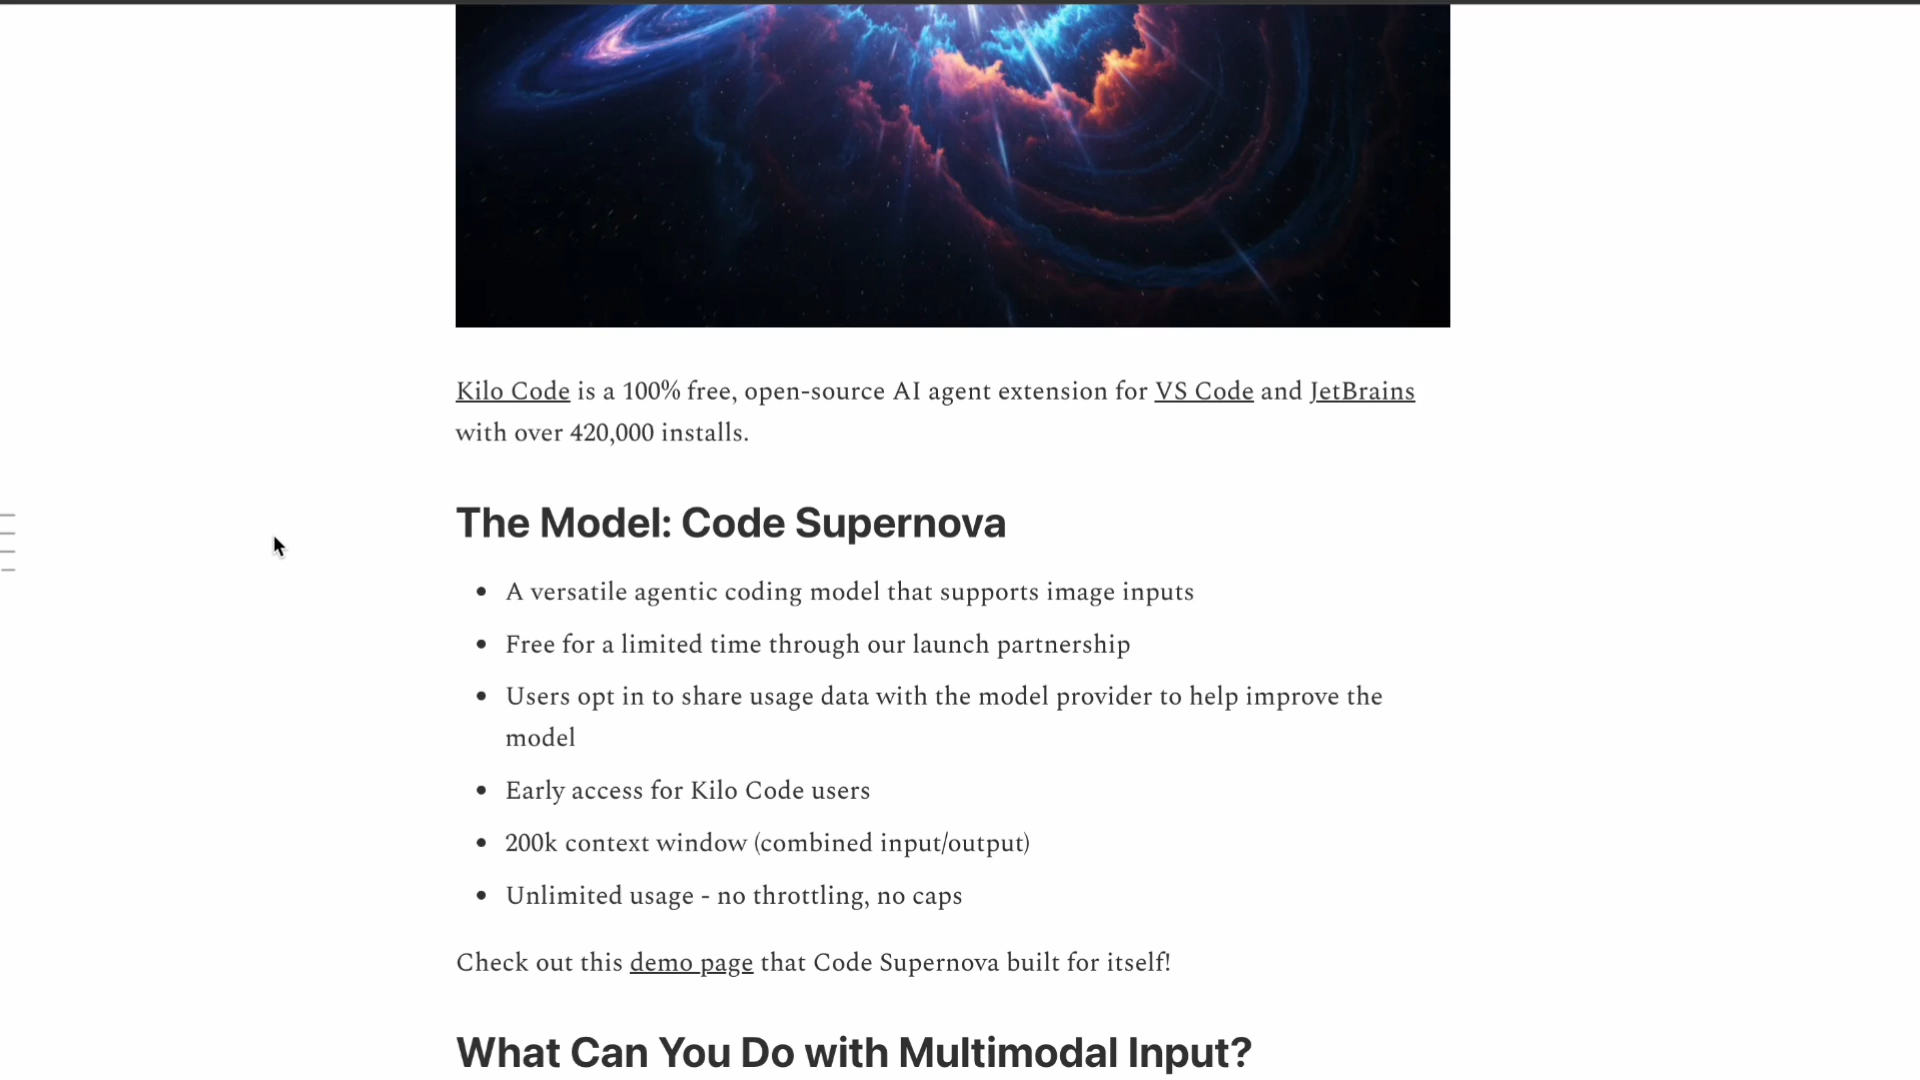 Kilo Code is a 100% free, open-source AI agent extension for VS Code and JetBrains
with over 420,000 installs.
The Model: Code Supernova
• A versatile agentic coding model that supports image inputs
• Free for a limited time through our launch partnership
• Users opt in to share usage data with the model provider to help improve the
model
• Early access for Kilo Code users
• 200k context window (combined input/output)
• Unlimited usage - no throttling, no caps
Check out this demo page that Code Supernova built for itself!
What Can You Do with Multimodal Input?